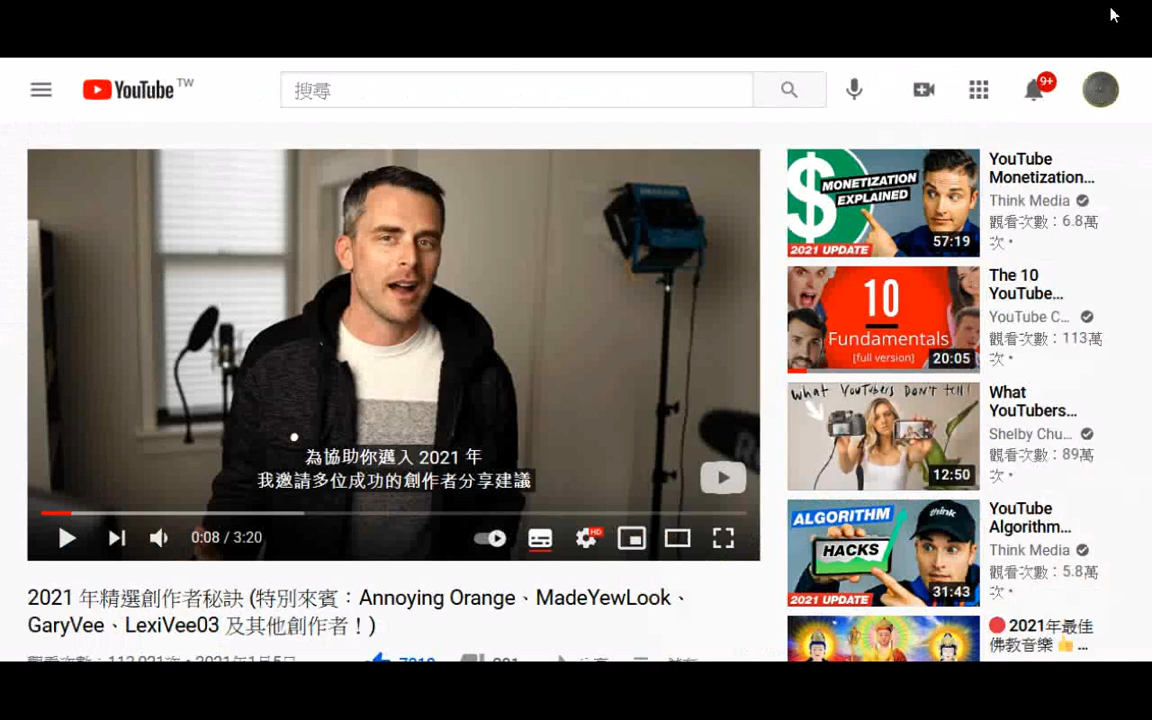 YouTube TW
搜尋
9+
為協助你邁入 2021 年
我邀請多位成功的創作者分享建議
0:08 / 3:20
HD
2021 年精選創作者秘訣 (特別來賓：Annoying Orange、MadeYewLook、
GaryVee、LexiVee03 及其他創作者！)
MONETIZATION
EXPLAINED
2021 UPDATE
57:19
YouTube
Monetization...
Think Media
觀看次數：6.8萬
次・
10
Fundamentals
[full version]
20:05
The 10
YouTube...
YouTube C...
觀看次數：113萬
次・
WHAT YOUTUBERS DON'T TELL!
12:50
What
YouTubers...
Shelby Chu...
觀看次數：89萬
次・
ALGORITHM
HACKS
think
2021 UPDATE
31:43
YouTube
Algorithm...
Think Media
觀看次數：5.8萬
次・
2021年最佳
佛教音樂👍 ...